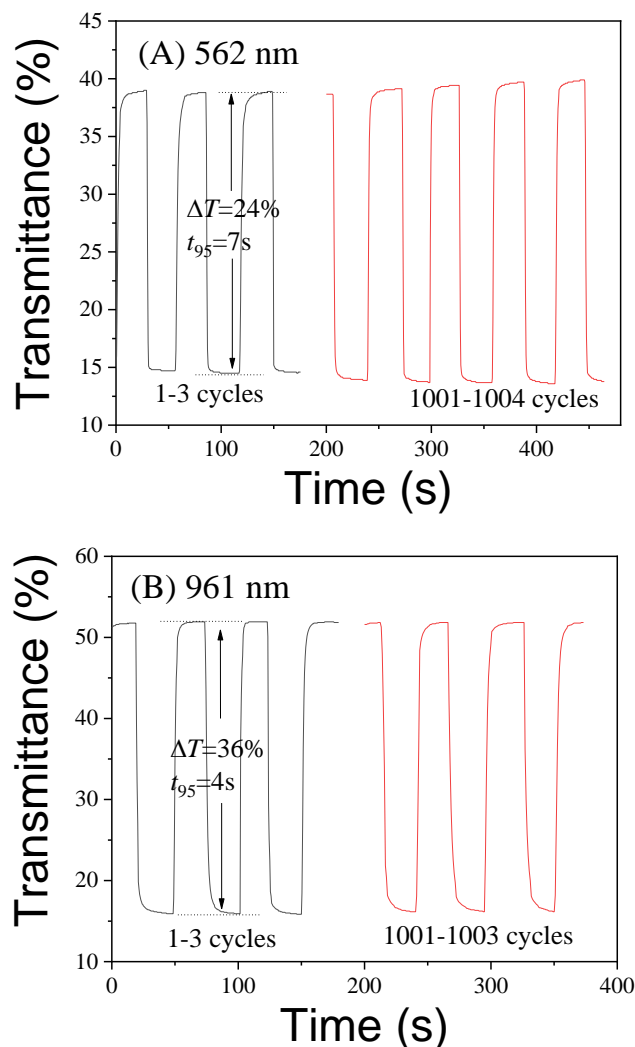 (A) 562 nm
Transmittance (%)
45
40
35
30
25
20
15
10
ΔT=24%
t95=7s
1-3 cycles
1001-1004 cycles
0 100 200 300 400
Time (s)
(B) 961 nm
Transmittance (%)
60
50
40
30
20
10
ΔT=36%
t95=4s
1-3 cycles
1001-1003 cycles
0 100 200 300 400
Time (s)